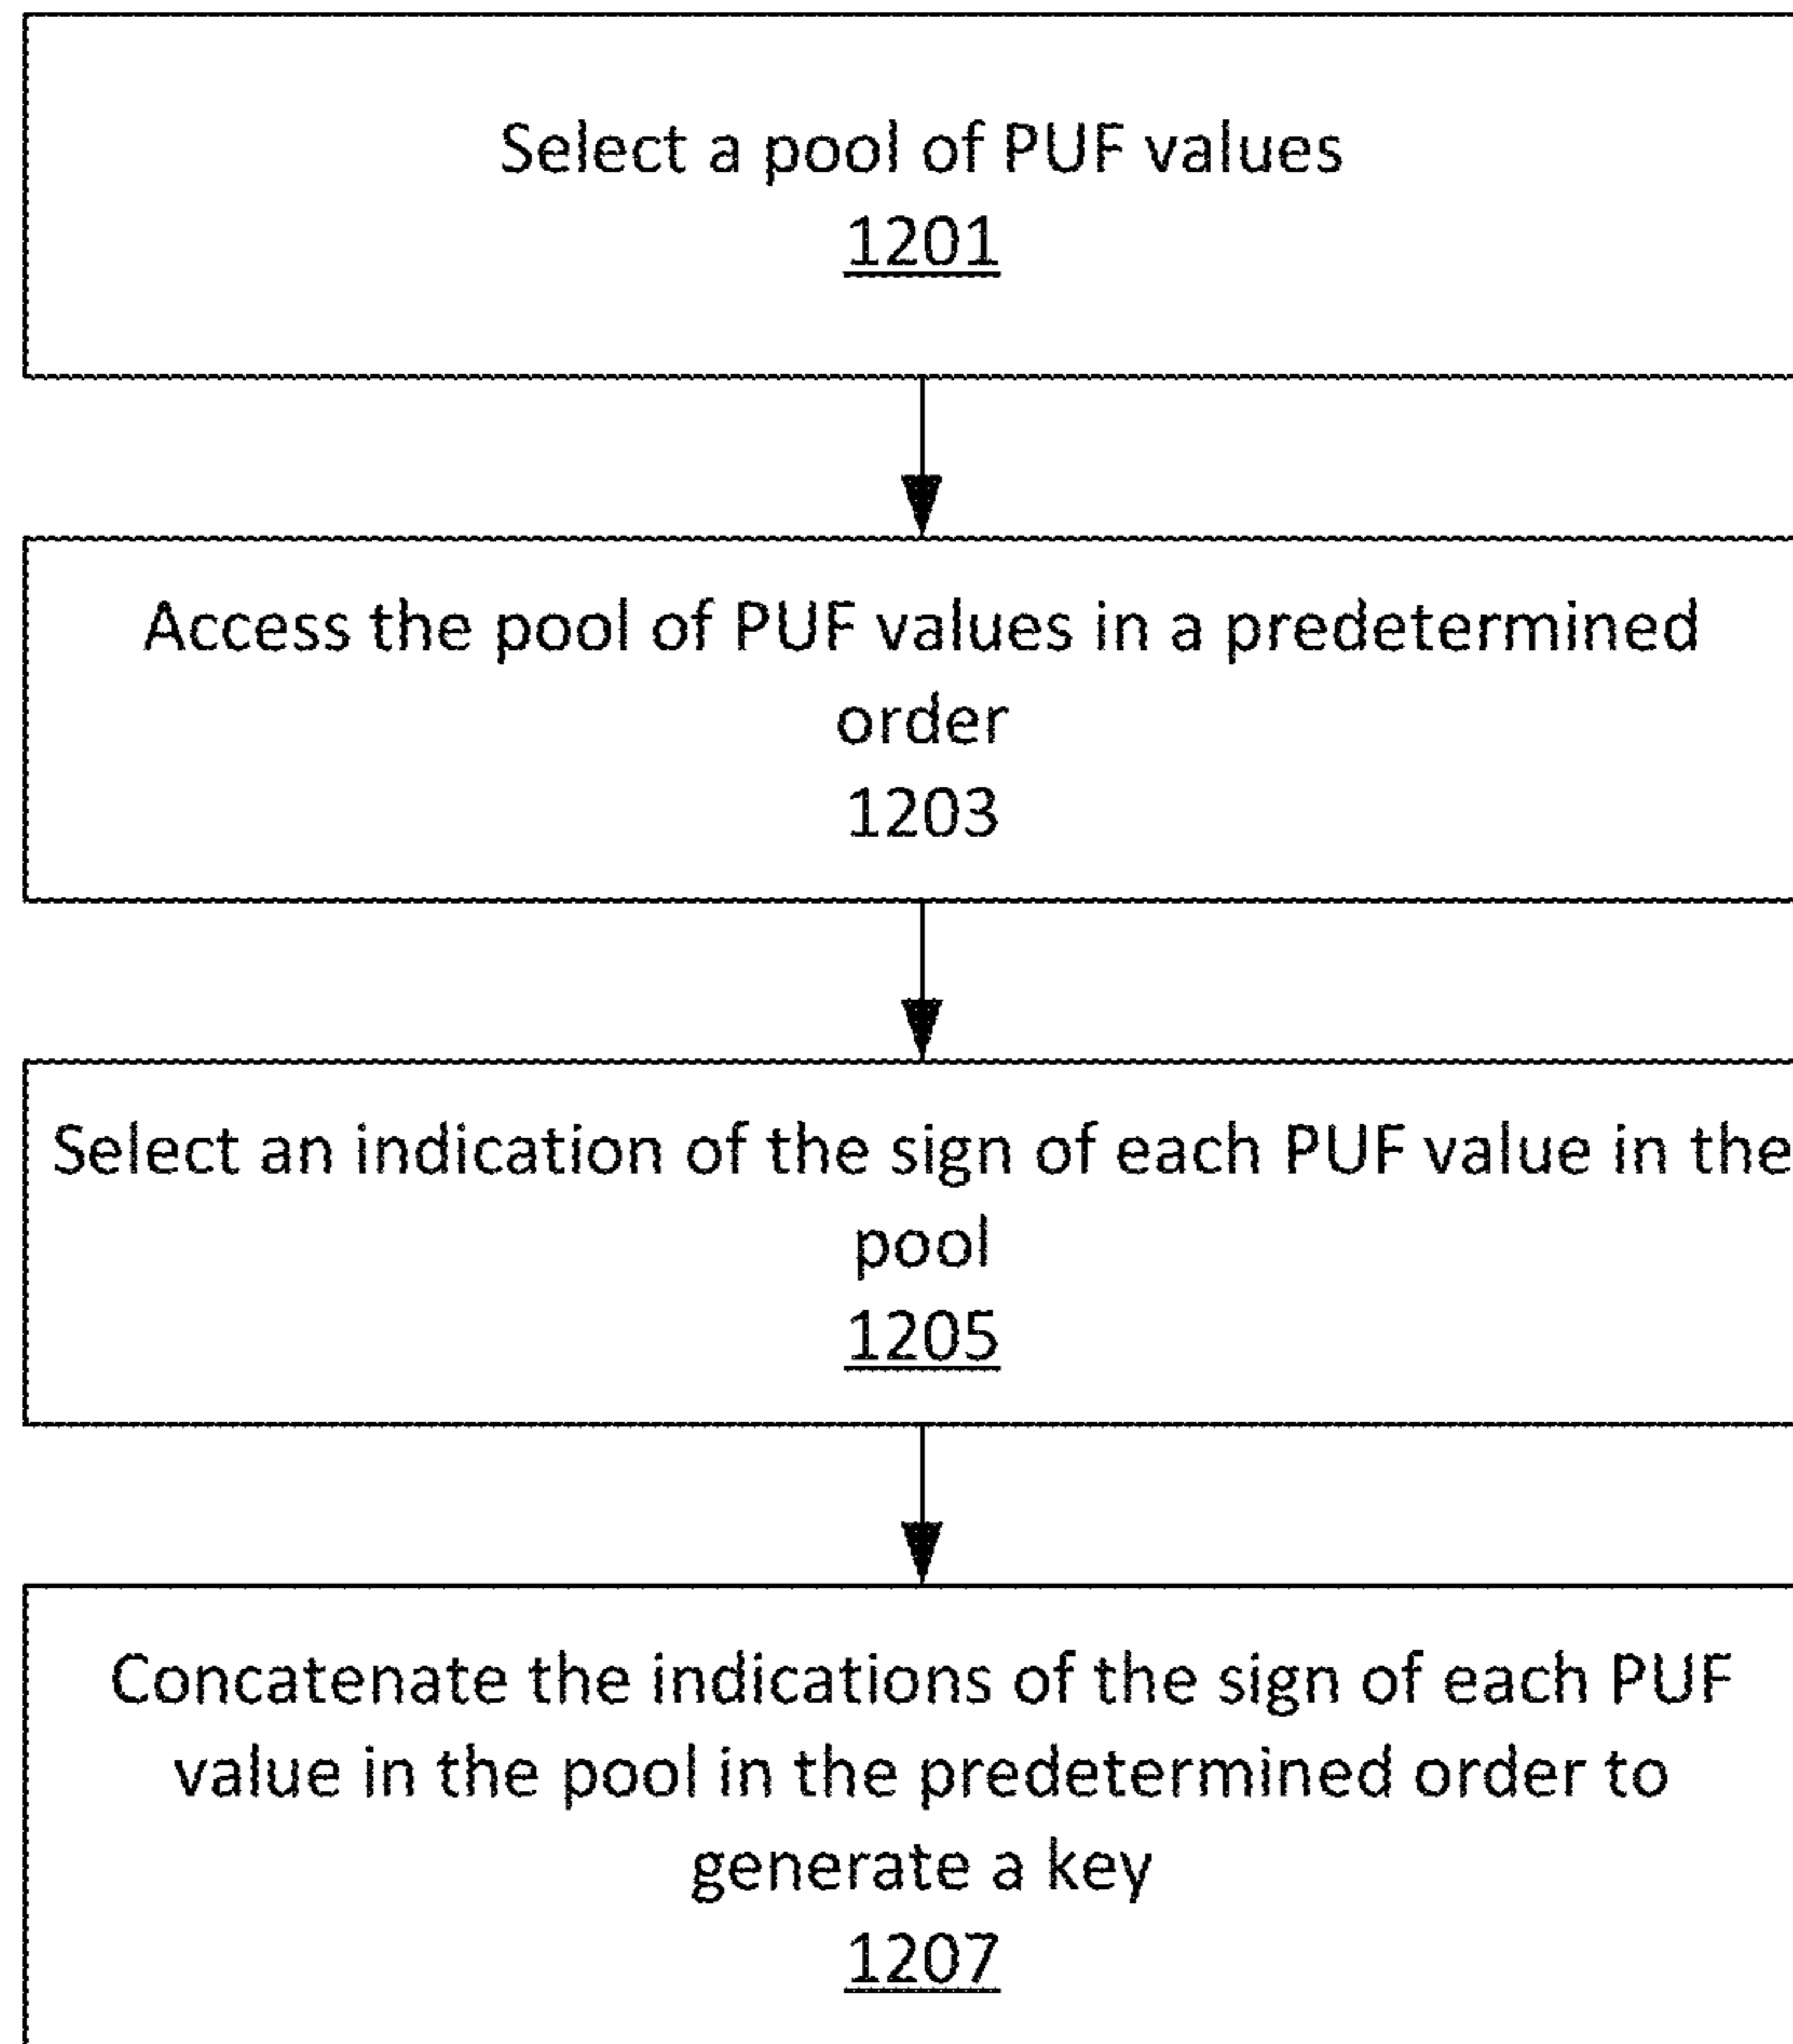 Select a pool of PUF values
1201
Access the pool of PUF values in a predetermined
order
1203
Select an indication of the sign of each PUF value in the
pool
1205
Concatenate the indications of the sign of each PUF
value in the pool in the predetermined order to
generate a key
1207